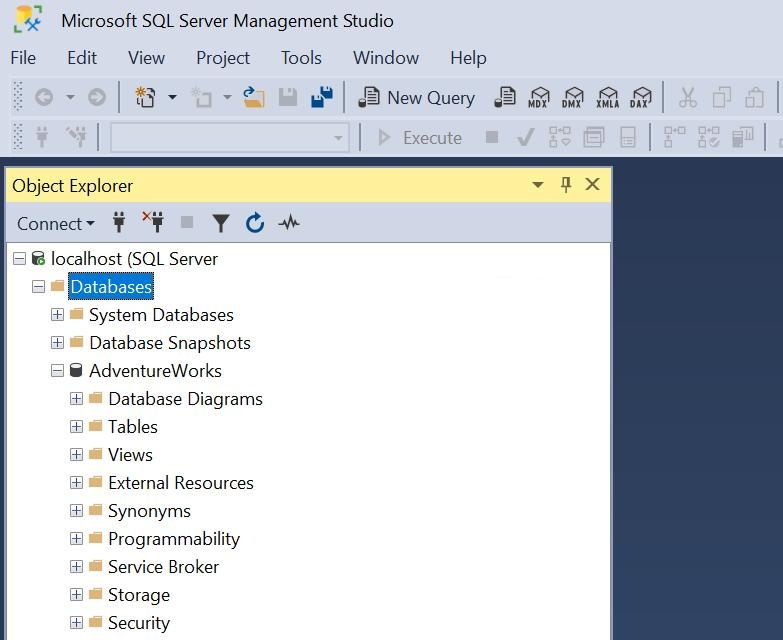 Microsoft SQL Server Management Studio
File Edit View Project Tools Window Help
New Query MDX DMX XMLA DAX
Execute
Object Explorer
Connect
localhost (SQL Server
Databases
System Databases
Database Snapshots
AdventureWorks
Database Diagrams
Tables
Views
External Resources
Synonyms
Programmability
Service Broker
Storage
Security